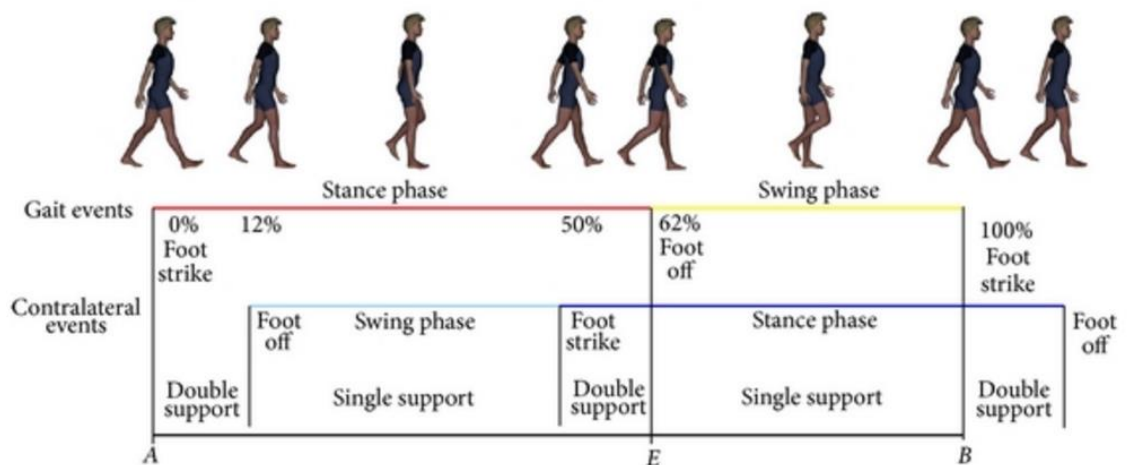 Stance phase
Swing phase
Gait events
0%
Foot
strike
12%
50%
62%
Foot
off
100%
Foot
strike
Contralateral
events
Foot
off
Swing phase
Foot
strike
Stance phase
Foot
off
Double
support
Single support
Double
support
Single support
Double
support
A
E
B